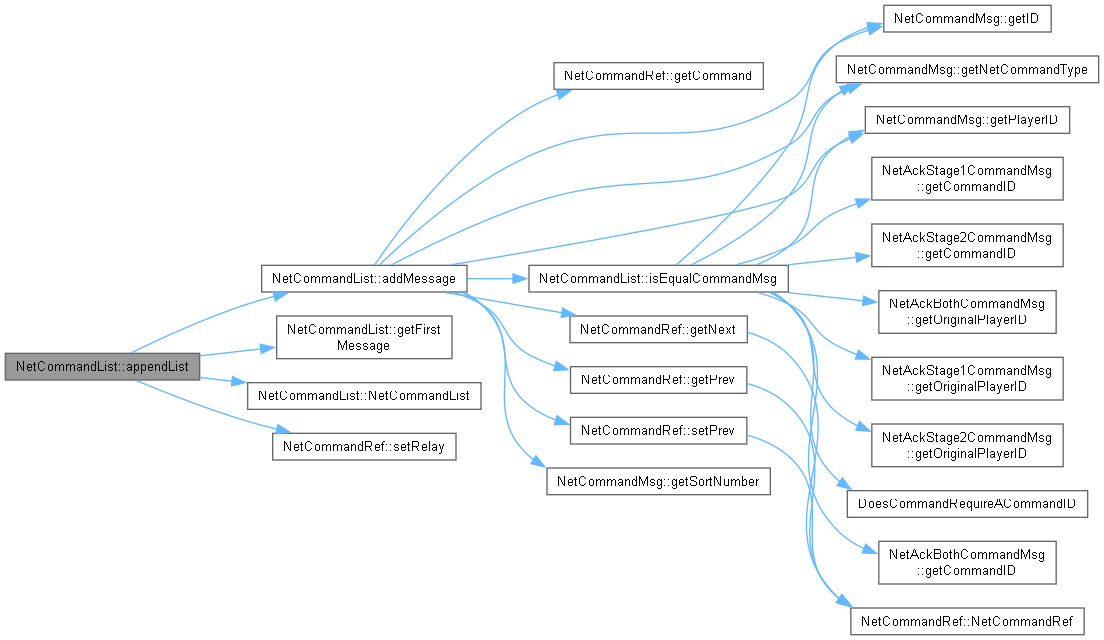 NetCommandList::appendList
NetCommandList::addMessage
NetCommandList::getFirst
Message
NetCommandList::NetCommandList
NetCommandRef::setRelay
NetCommandRef::getCommand
NetCommandList::isEqualCommandMsg
NetCommandRef::getNext
NetCommandRef::getPrev
NetCommandRef::setPrev
NetCommandMsg::getSortNumber
NetCommandMsg::getID
NetCommandMsg::getNetCommandType
NetCommandMsg::getPlayerID
NetAckStage1CommandMsg
::getCommandID
NetAckStage2CommandMsg
::getCommandID
NetAckBothCommandMsg
::getOriginalPlayerID
NetAckStage1CommandMsg
::getOriginalPlayerID
NetAckStage2CommandMsg
::getOriginalPlayerID
DoesCommandRequireACommandID
NetAckBothCommandMsg
::getCommandID
NetCommandRef::NetCommandRef